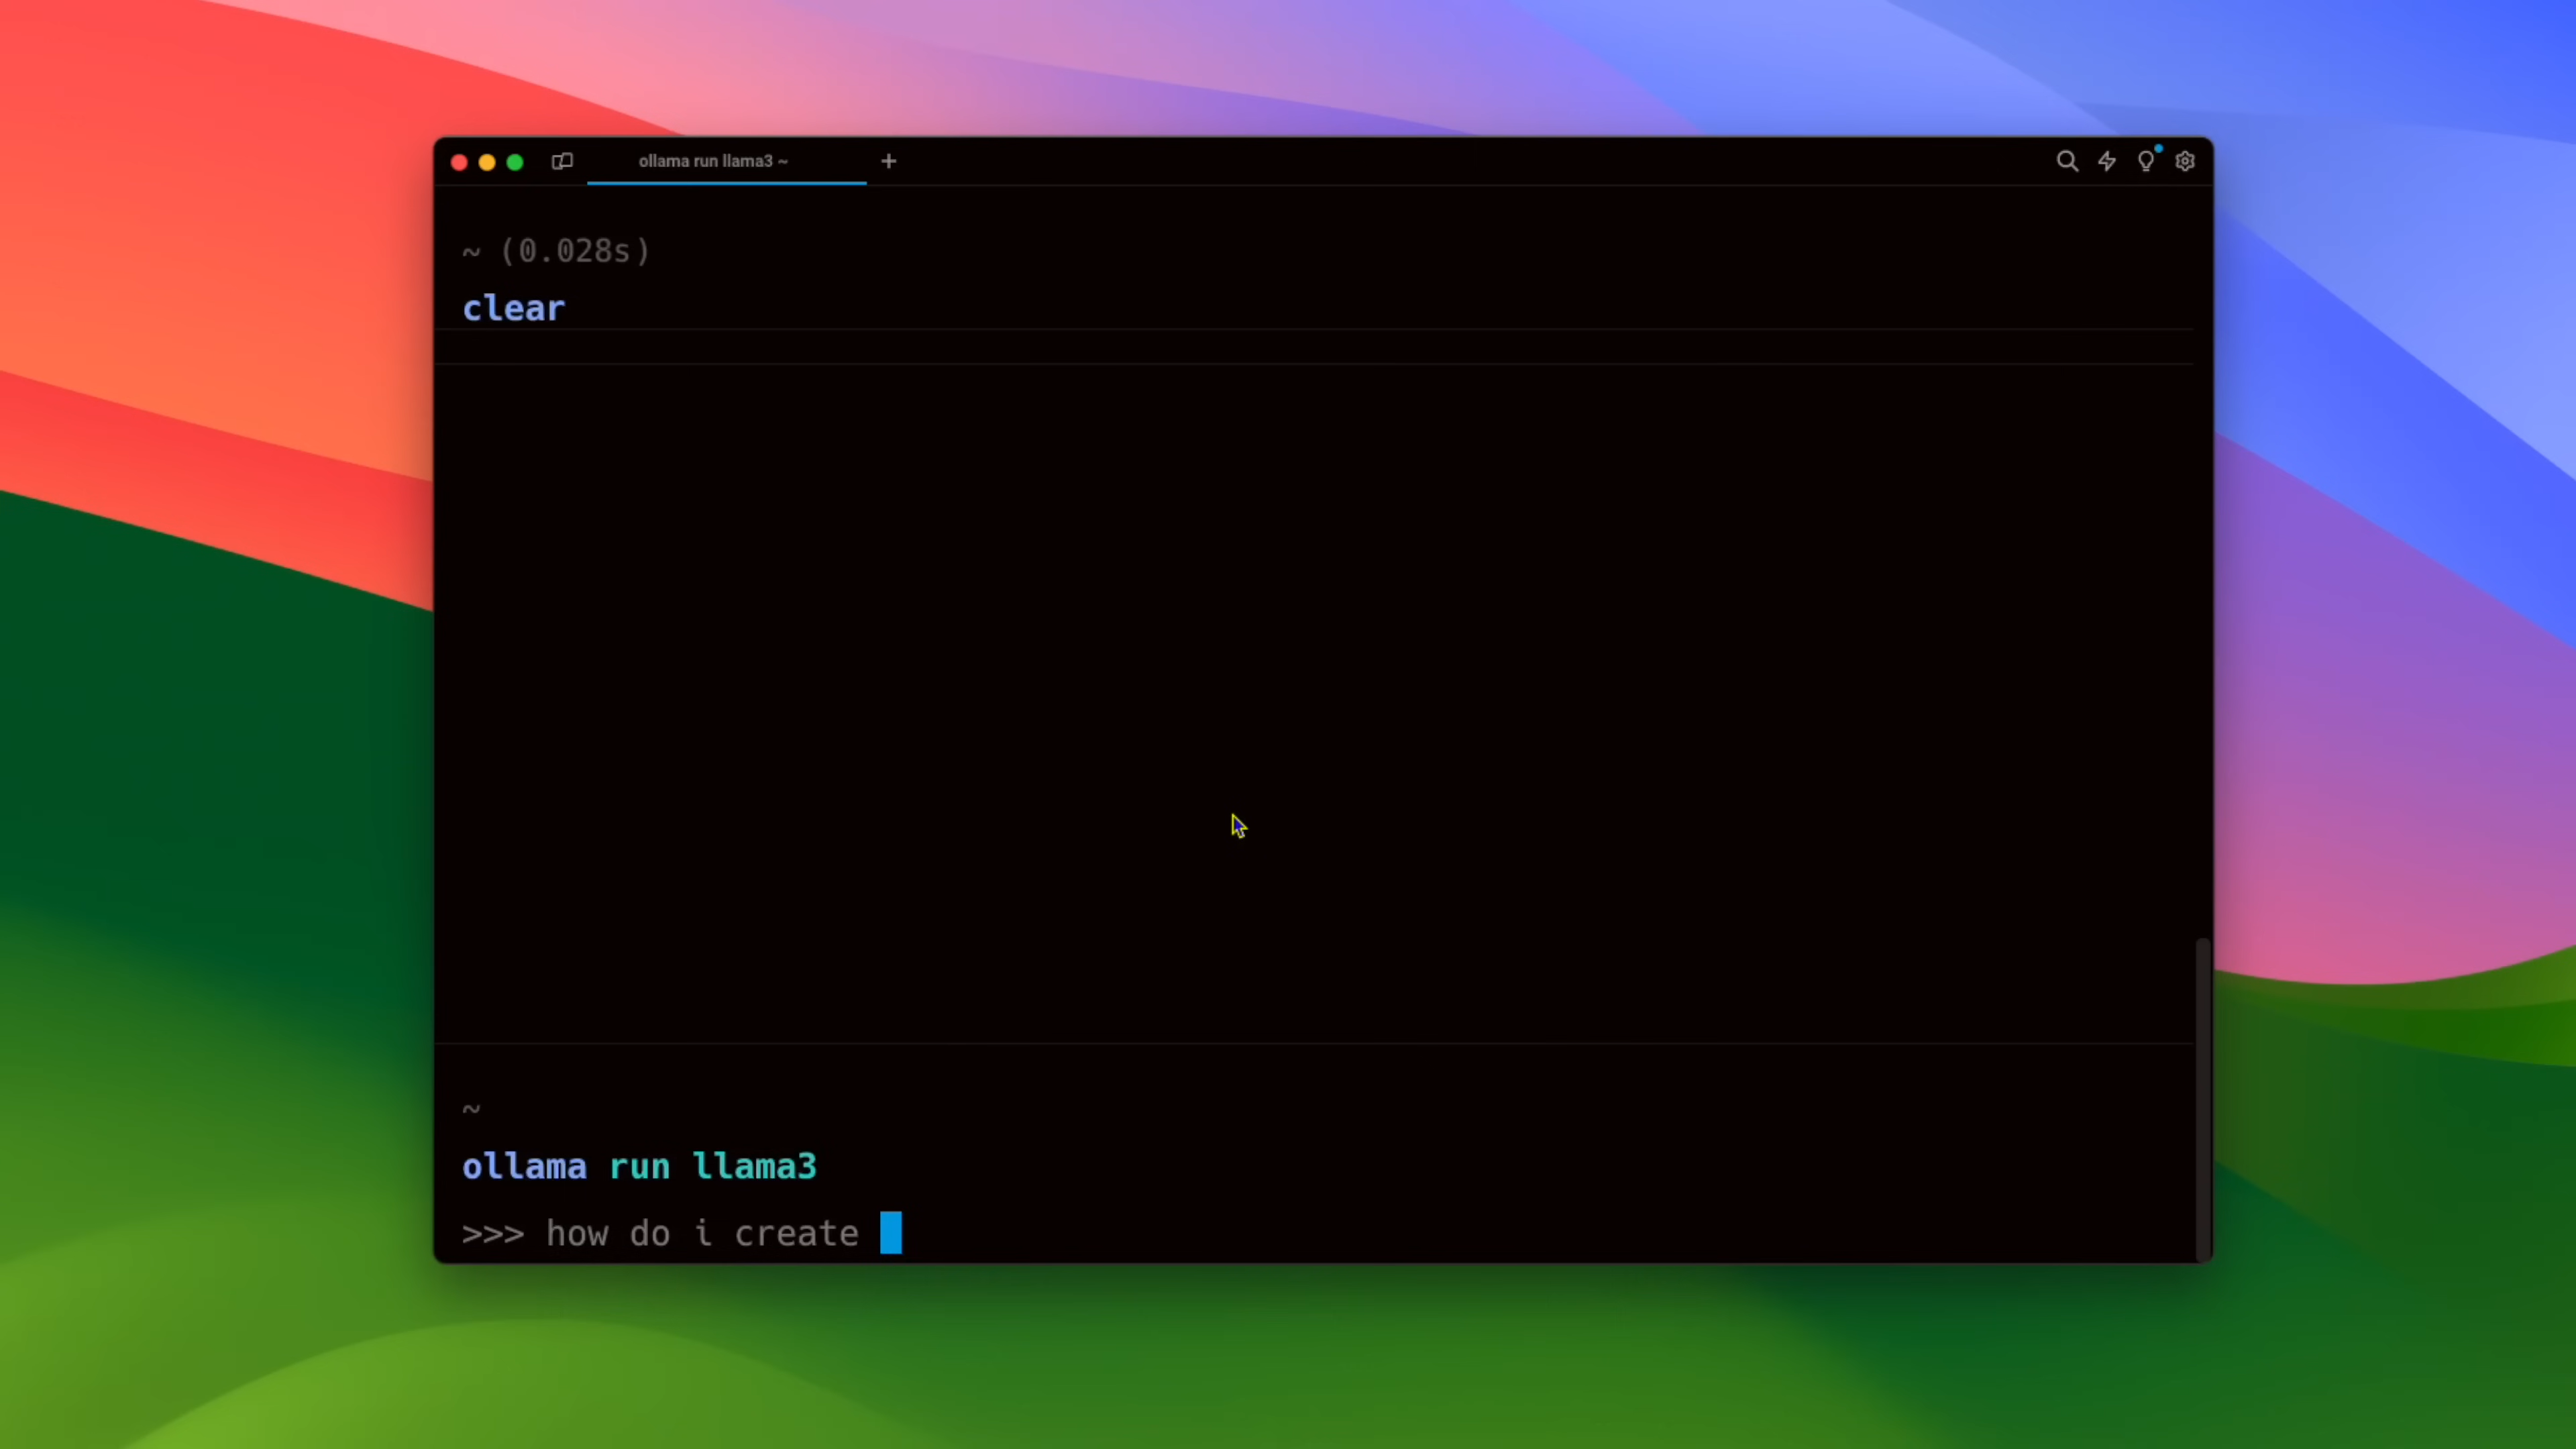 ollama run llama3 ~
~ (0.028s)
clear
~
ollama run llama3
>>> how do i create